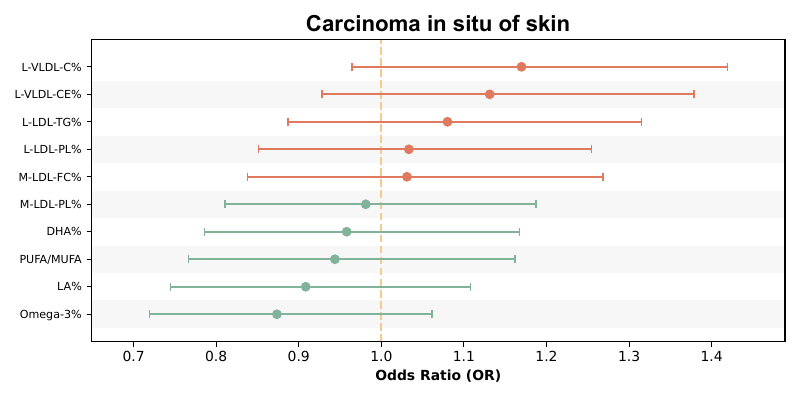 Carcinoma in situ of skin
L-VLDL-C%
L-VLDL-CE%
L-LDL-TG%
L-LDL-PL%
M-LDL-FC%
M-LDL-PL%
DHA%
PUFA/MUFA
LA%
Omega-3%
0.7 0.8 0.9 1.0 1.1 1.2 1.3 1.4
Odds Ratio (OR)